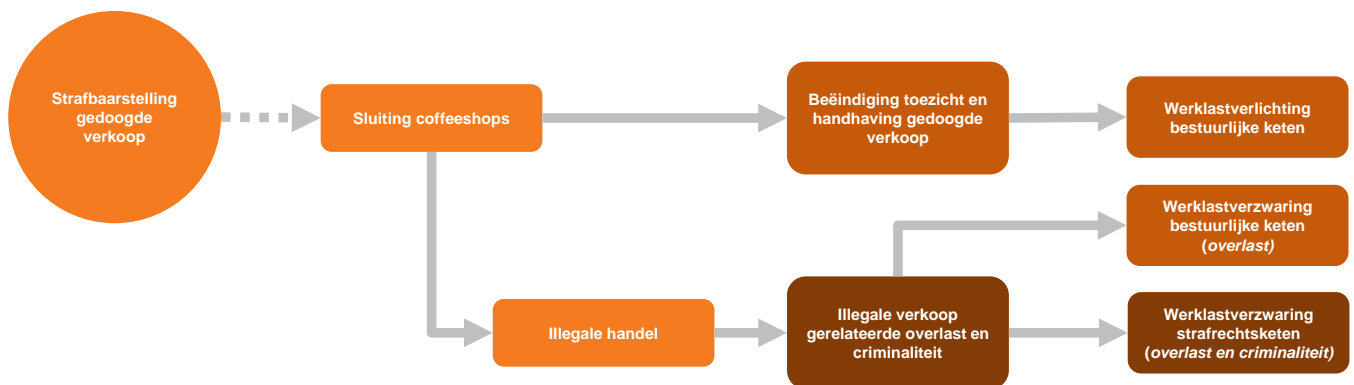 Strafbaarstelling
gedoogde
verkoop
Sluiting coffeeshops
Beëindiging toezicht en
handhaving gedoogde
verkoop
Werklastverlichting
bestuurlijke keten
Werklastverzwaring
bestuurlijke keten
(overlast)
Illegale handel
Illegale verkoop
gerelateerde overlast en
criminaliteit
Werklastverzwaring
strafrechtsketen
(overlast en criminaliteit)